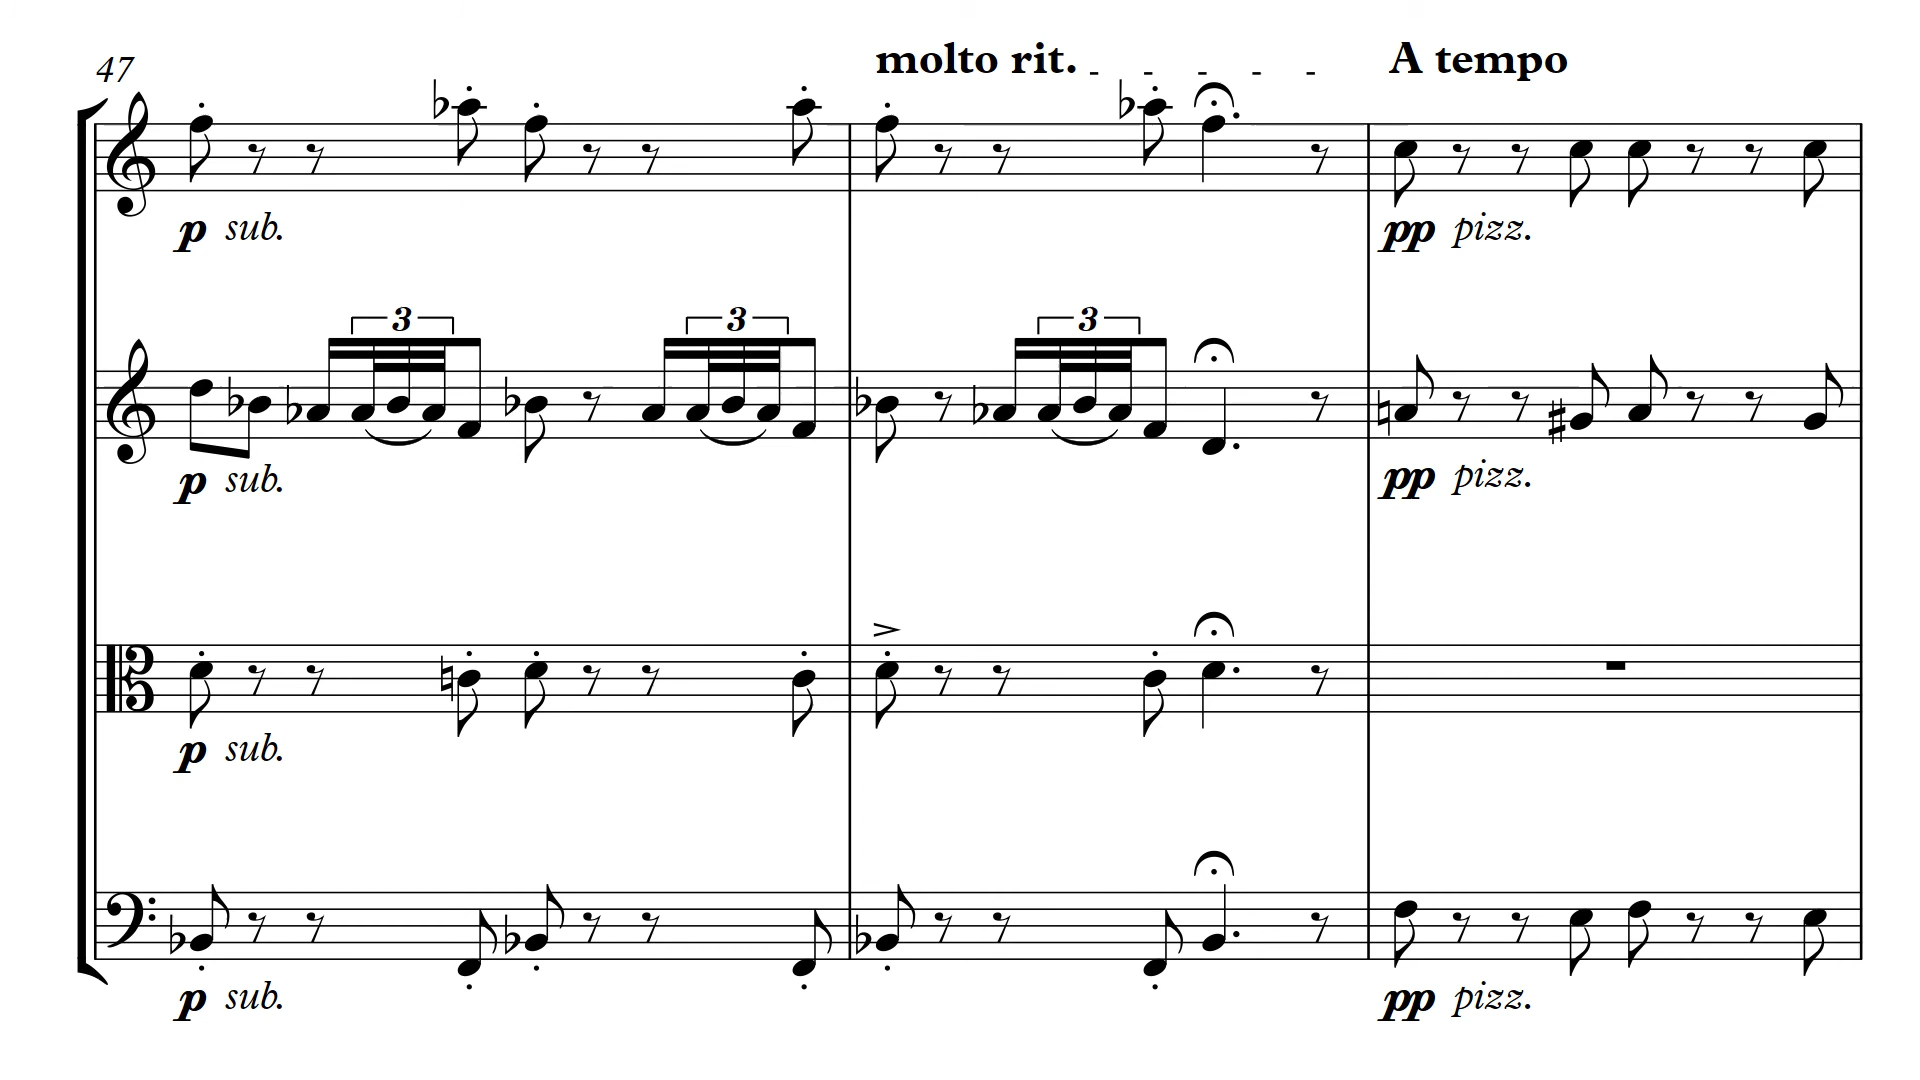 47 molto rit. A tempo
p sub. pp pizz.
3 3 3
p sub. pp pizz.
p sub.
p sub. pp pizz.